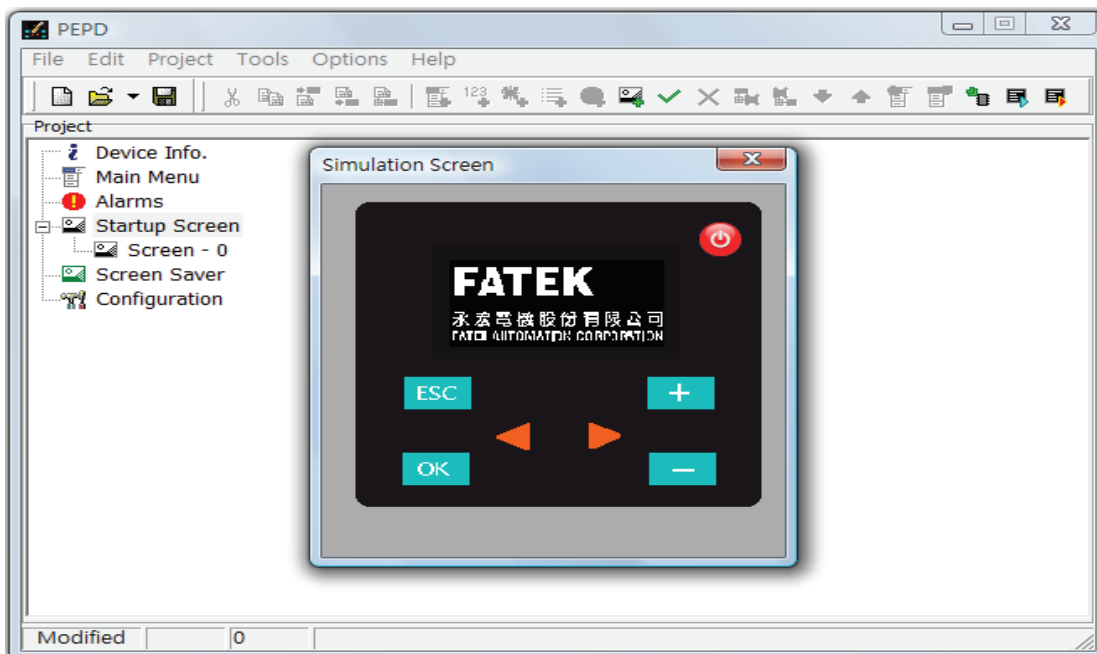 PEPD
File Edit Project Tools Options Help
123
Project
Device Info.
Main Menu
Alarms
Startup Screen
Screen - 0
Screen Saver
Configuration
Simulation Screen
FATEK
永宏電機股份有限公司
FATEK AUTOMATION CORPORATION
ESC
+
OK
−
Modified 0